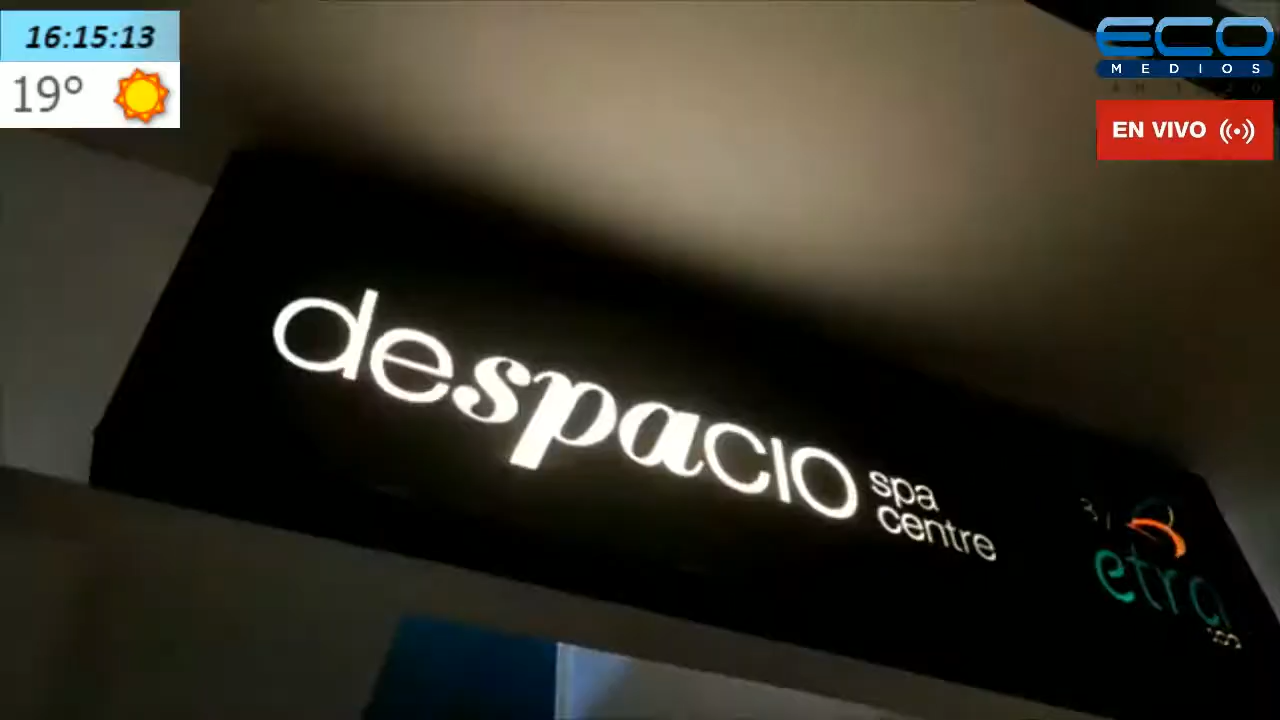 16:15:13
19°
ECO
MEDIOS
EN VIVO
despacio
spa
centre
etra